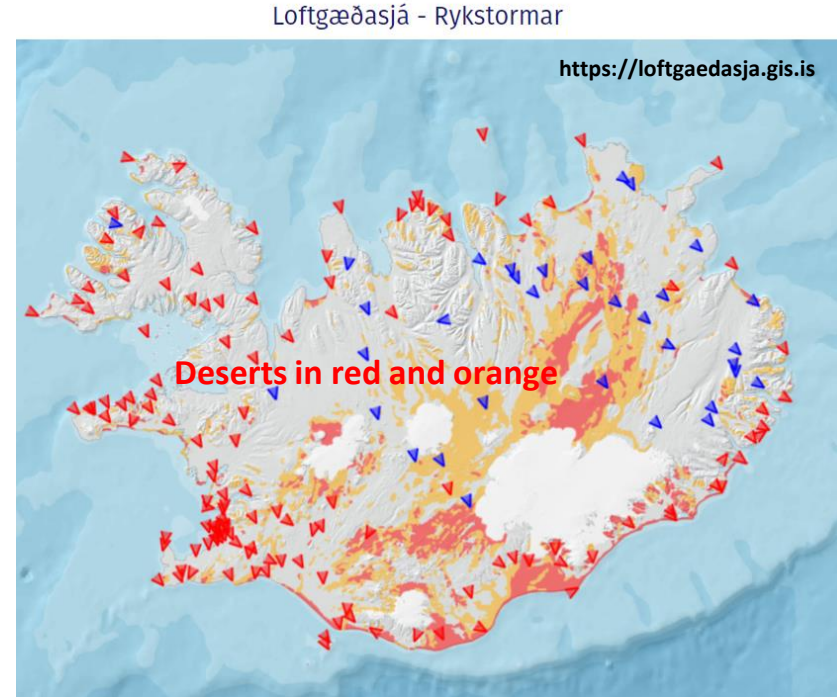 Loftgæðasjá - Rykstormar
https://loftgaedasja.gis.is
Deserts in red and orange